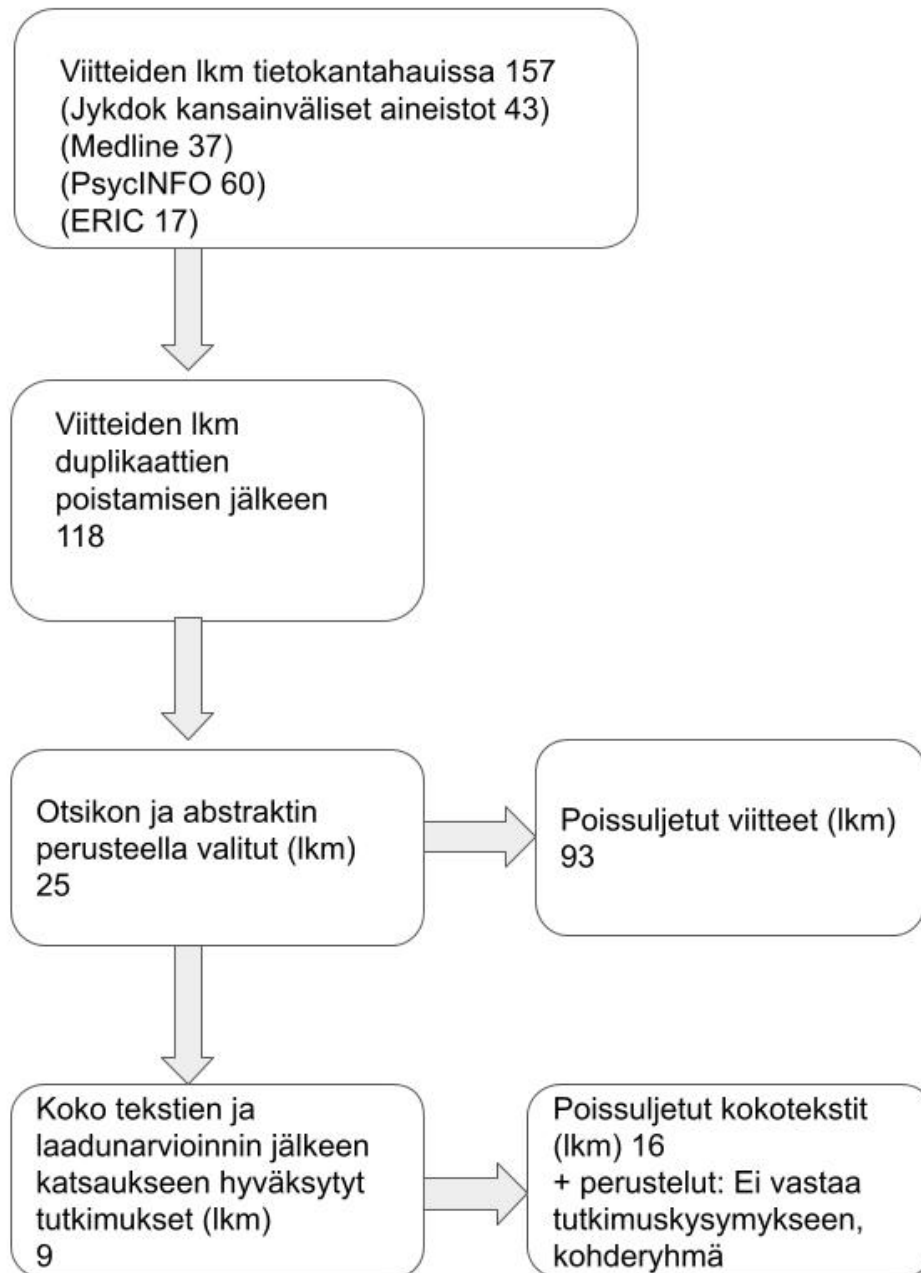 Viitteiden lkm tietokantahauissa 157
(Jykdok kansainväliset aineistot 43)
(Medline 37)
(PsycINFO 60)
(ERIC 17)
Viitteiden lkm
duplikaattien
poistamisen jälkeen
118
Otsikon ja abstraktin
perusteella valitut (lkm)
25
Poissuljetut viitteet (lkm)
93
Koko tekstien ja
laadunarvioinnin jälkeen
katsaukseen hyväksytyt
tutkimukset (lkm)
9
Poissuljetut kokotekstit
(lkm) 16
+ perustelut: Ei vastaa
tutkimuskysymykseen,
kohderyhmä